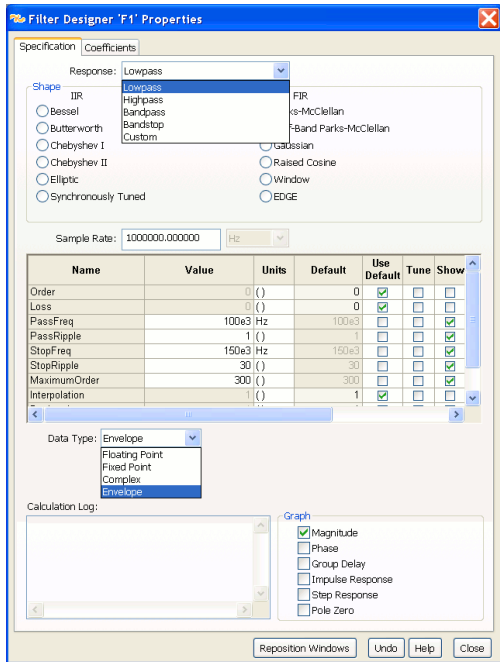 Filter Designer 'F1' Properties
Specification Coefficients
Response: Lowpass
Lowpass
Highpass
Bandpass
Bandstop
Custom
Shape
IIR
Bessel
Butterworth
Chebyshev I
Chebyshev II
Elliptic
Synchronously Tuned
FIR
ks-McClellan
f-Band Parks-McClellan
Gaussian
Raised Cosine
Window
EDGE
Sample Rate: 1000000.000000 Hz
Name Value Units Default Use Default Tune Show
Order 0 () 0
Loss 0 () 0
PassFreq 100e3 Hz 100e3
PassRipple 1 () 1
StopFreq 150e3 Hz 150e3
StopRipple 30 () 30
MaximumOrder 300 () 300
Interpolation 1 () 1
Data Type: Envelope
Floating Point
Fixed Point
Complex
Envelope
Calculation Log:
Graph
Magnitude
Phase
Group Delay
Impulse Response
Step Response
Pole Zero
Reposition Windows Undo Help Close